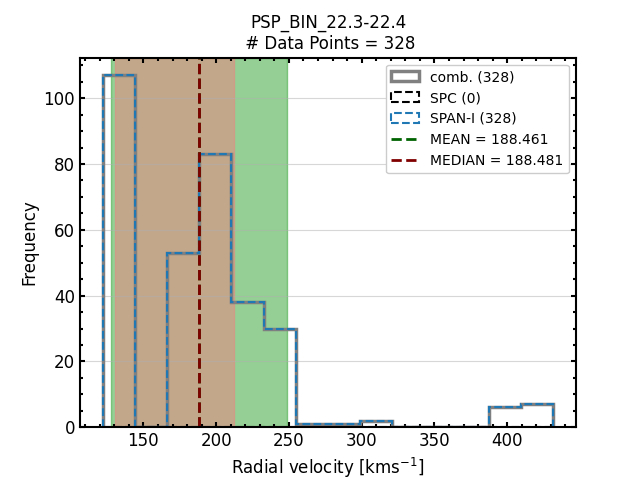 PSP_BIN_22.3-22.4
# Data Points = 328
comb. (328)
SPC (0)
SPAN-I (328)
MEAN = 188.461
MEDIAN = 188.481
Frequency
100
80
60
40
20
0
150 200 250 300 350 400
Radial velocity [kms⁻¹]